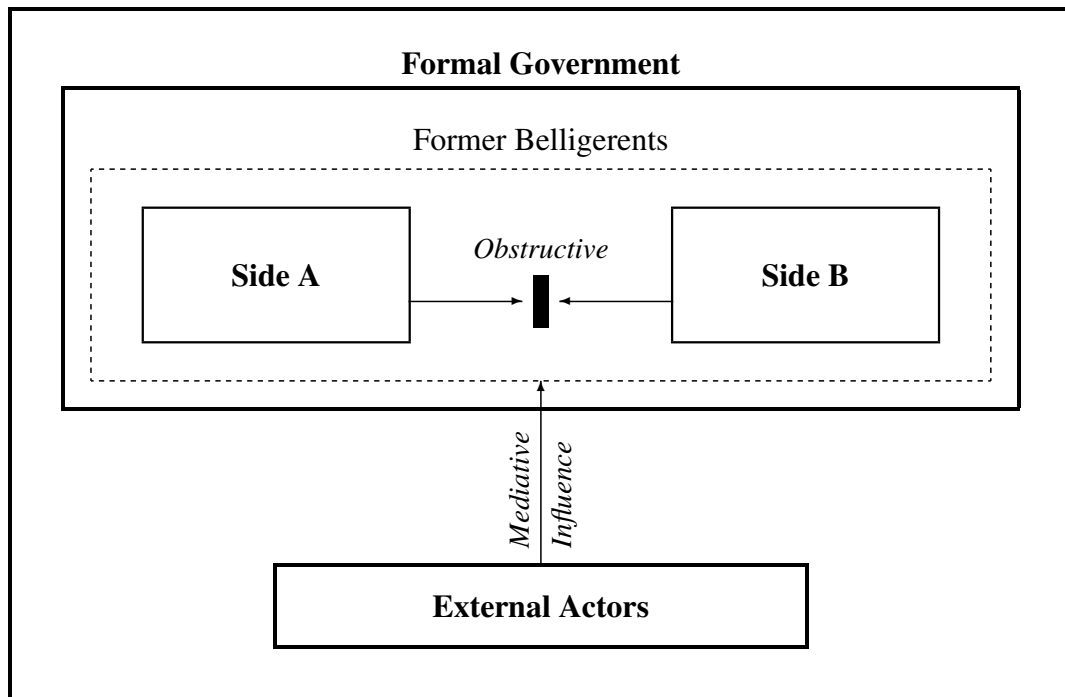 Formal Government
Former Belligerents
Obstructive
Side A
Side B
Mediative
Influence
External Actors